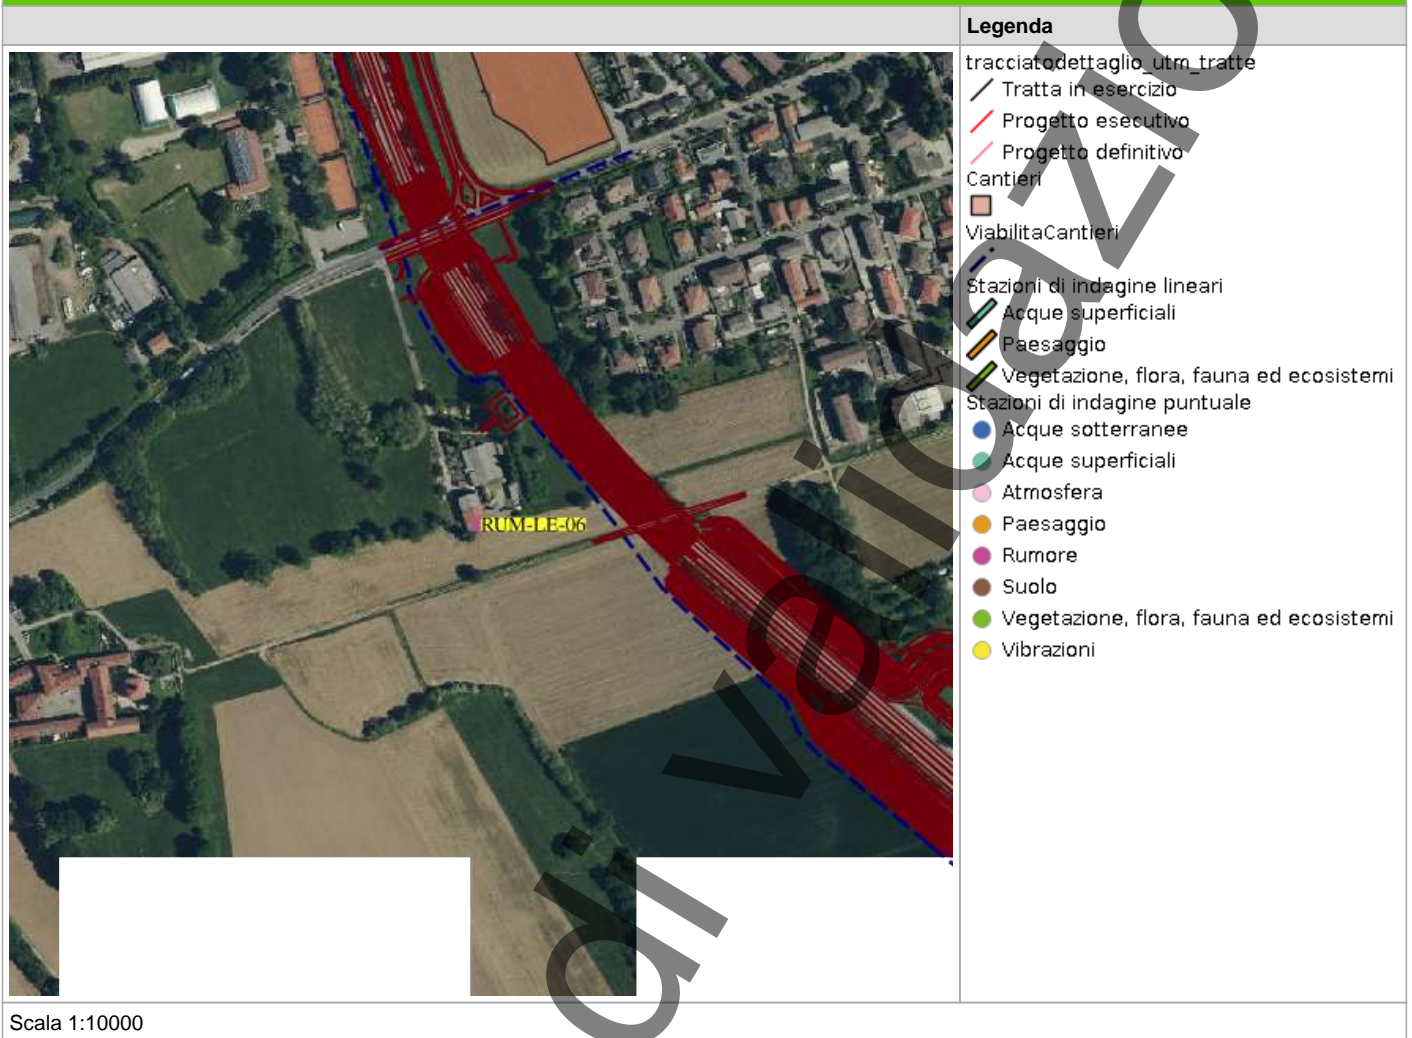 Legenda
tracciatodettaglio_utm_tratte
Tratta in esercizio
Progetto esecutivo
Progetto definitivo
Cantieri
ViabilitaCantieri
Stazioni di indagine lineari
Acque superficiali
Paesaggio
Vegetazione, flora, fauna ed ecosistemi
Stazioni di indagine puntuale
Acque sotterranee
Acque superficiali
Atmosfera
Paesaggio
Rumore
Suolo
Vegetazione, flora, fauna ed ecosistemi
Vibrazioni
RUM-LE-06
Scala 1:10000
di validazio